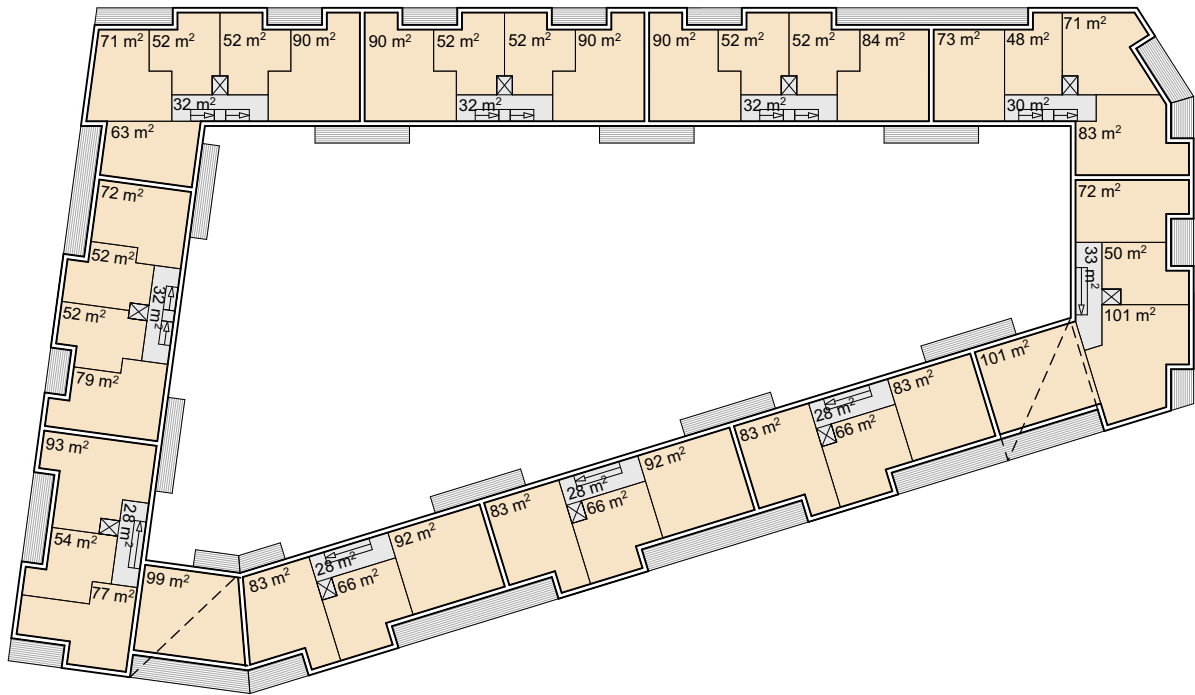 71 m²
52 m²
52 m²
90 m²
90 m²
52 m²
52 m²
90 m²
90 m²
52 m²
52 m²
84 m²
73 m²
48 m²
71 m²
32 m²
32 m²
32 m²
30 m²
63 m²
83 m²
72 m²
72 m²
52 m²
50 m²
33 m²
32 m²
52 m²
101 m²
79 m²
101 m²
83 m²
28 m²
66 m²
83 m²
93 m²
92 m²
28 m²
66 m²
83 m²
28 m²
54 m²
92 m²
28 m²
66 m²
83 m²
99 m²
77 m²